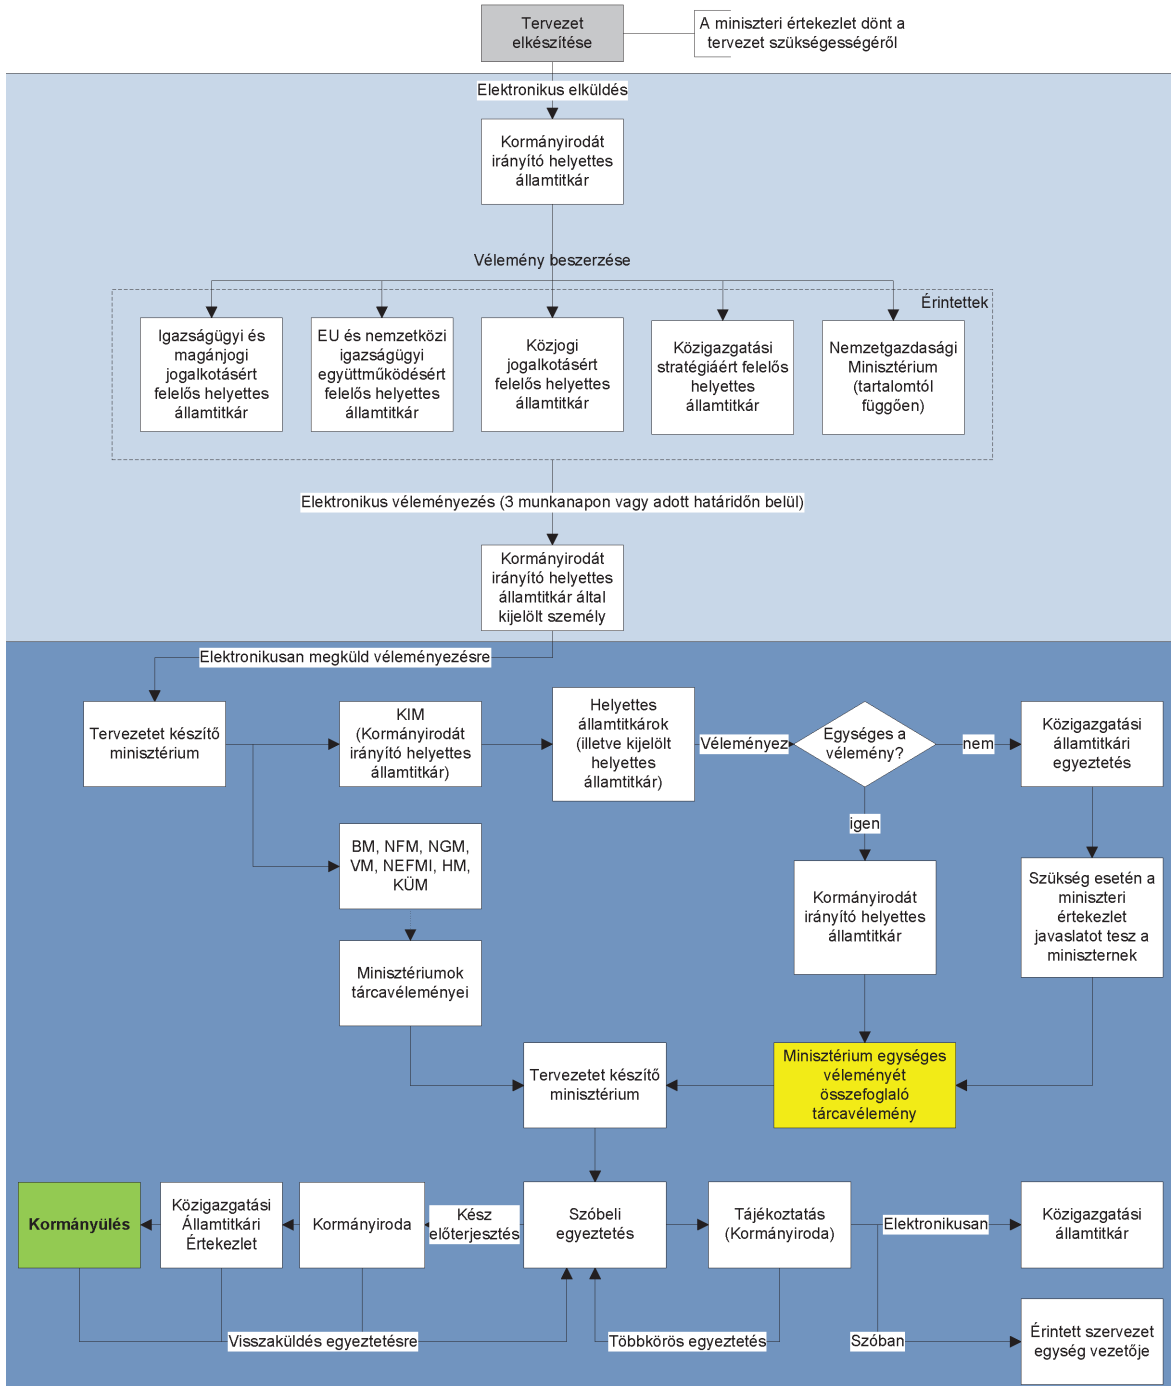 Tervezet
elkészítése
A miniszteri értekezlet dönt a
tervezet szükségességéről
Elektronikus elküldés
Kormányirodát
irányító helyettes
államtitkár
Vélemény beszerzése
Érintettek
Igazságügyi és
magánjogi
jogalkotásért
felelős helyettes
államtitkár
EU és nemzetközi
igazságügyi
együttműködésért
felelős helyettes
államtitkár
Közjogi
jogalkotásért
felelős helyettes
államtitkár
Közigazgatási
stratégiáért felelős
helyettes
államtitkár
Nemzetgazdasági
Minisztérium
(tartalomtól
függően)
Elektronikus véleményezés (3 munkanapon vagy adott határidőn belül)
Kormányirodát
irányító helyettes
államtitkár által
kijelölt személy
Elektronikusan megküld véleményezésre
Tervezetet készítő
minisztérium
KIM
(Kormányirodát
irányító helyettes
államtitkár)
Helyettes
államtitkárok
(illetve kijelölt
helyettes
államtitkár)
Véleményez
Egységes a
vélemény?
nem
Közigazgatási
államtitkári
egyeztetés
igen
BM, NFM, NGM,
VM, NEFMI, HM,
KÜM
Kormányirodát
irányító helyettes
államtitkár
Szükség esetén a
miniszteri
értekezlet
javaslatot tesz a
miniszternek
Minisztériumok
tárcavéleményei
Tervezetet készítő
minisztérium
Minisztérium egységes
véleményét
összefoglaló
tárcavélemény
Kormányülés
Közigazgatási
Államtitkári
Értekezlet
Kormányiroda
Kész
előterjesztés
Szóbeli
egyeztetés
Tájékoztatás
(Kormányiroda)
Elektronikusan
Közigazgatási
államtitkár
Visszaküldés egyeztetésre
Többkörös egyeztetés
Szóban
Érintett szervezet
egység vezetője